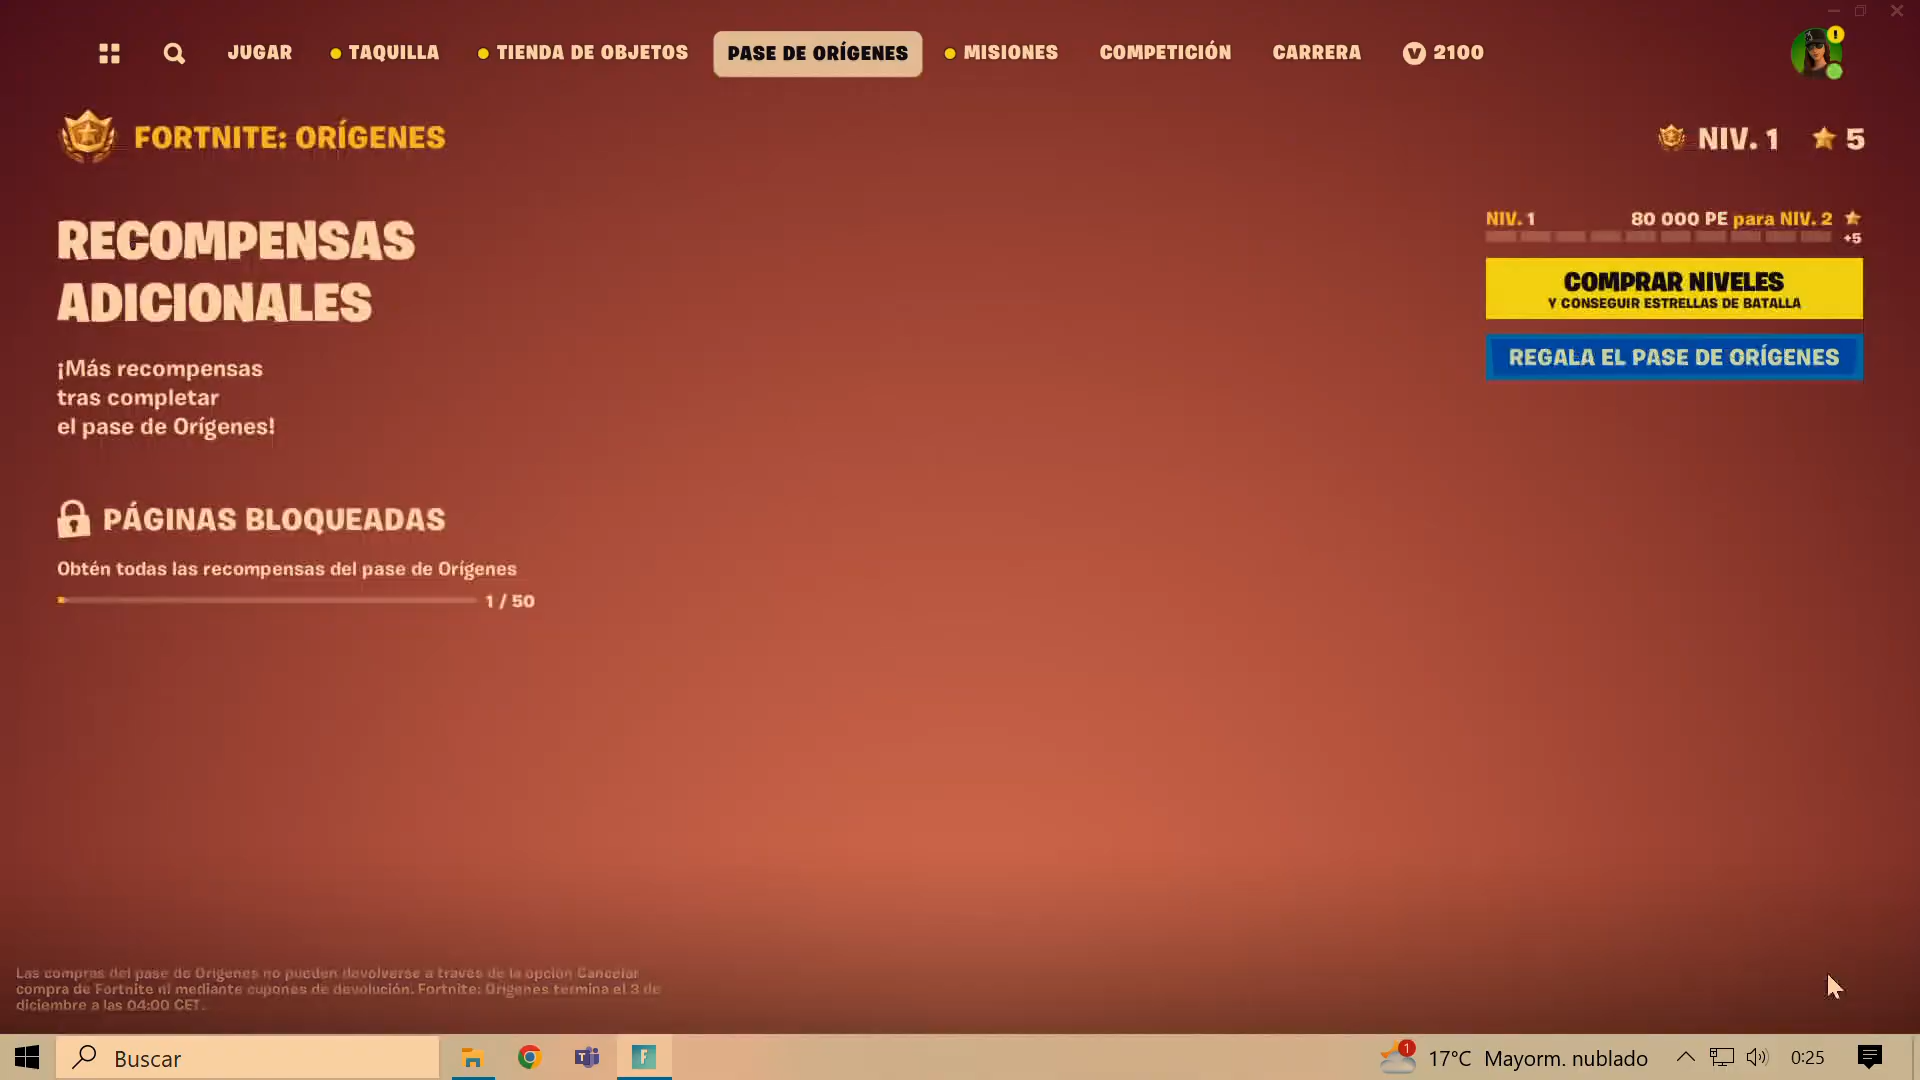 JUGAR
TAQUILLA
TIENDA DE OBJETOS
PASE DE ORÍGENES
MISIONES
COMPETICIÓN
CARRERA
V 2100
!
FORTNITE: ORÍGENES
NIV. 1
5
RECOMPENSAS
ADICIONALES
¡Más recompensas
tras completar
el pase de Orígenes!
NIV. 1
80 000 PE para NIV. 2
+5
COMPRAR NIVELES
Y CONSEGUIR ESTRELLAS DE BATALLA
REGALA EL PASE DE ORÍGENES
PÁGINAS BLOQUEADAS
Obtén todas las recompensas del pase de Orígenes
1 / 50
Las compras del pase de Orígenes no pueden devolverse a través de la opción Cancelar
compra de Fortnite ni mediante cupones de devolución. Fortnite: Orígenes termina el 3 de
diciembre a las 04:00 CET.
Buscar
T
F
1
17°C Mayorm. nublado
0:25